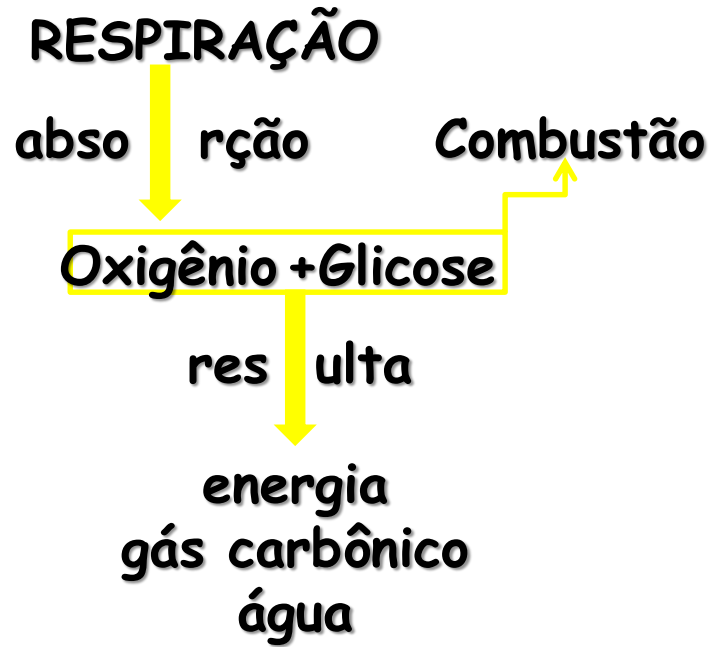 RESPIRAÇÃO
abso rção Combustão
Oxigênio +Glicose
res ulta
energia
gás carbônico
água